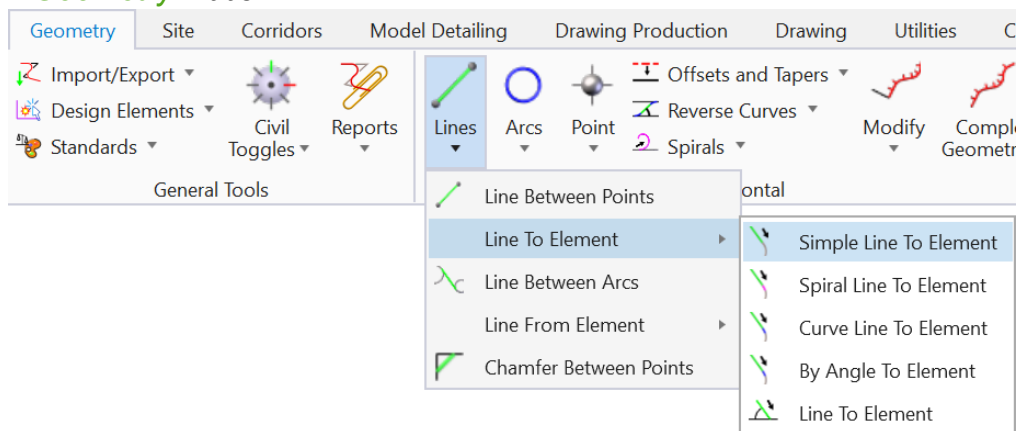 Geometry Site Corridors Model Detailing Drawing Production Drawing Utilities
Import/Export
Design Elements
Standards
Civil
Toggles
Reports
General Tools
Lines
Arcs
Point
Offsets and Tapers
Reverse Curves
Spirals
Modify
Line Between Points
Line To Element
Line Between Arcs
Line From Element
Chamfer Between Points
Simple Line To Element
Spiral Line To Element
Curve Line To Element
By Angle To Element
Line To Element